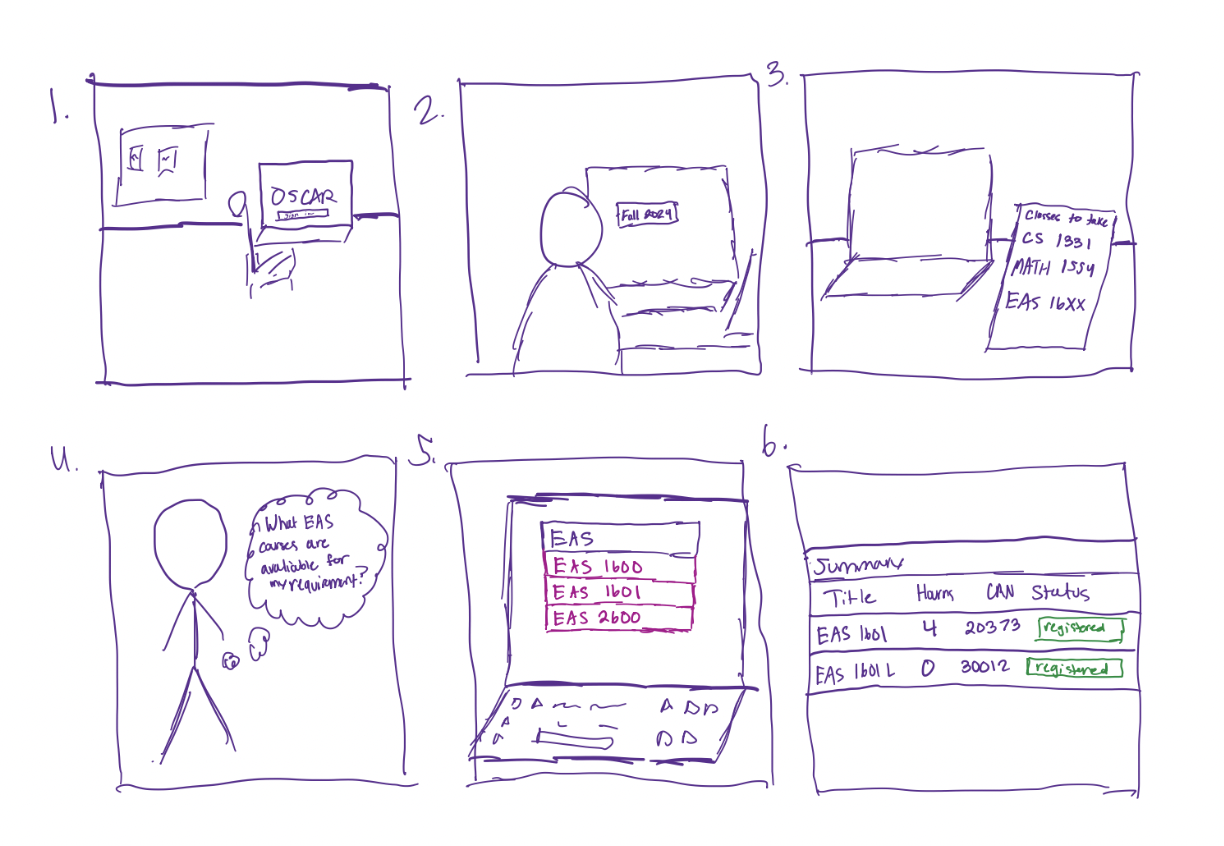 1.
OSCAR
Sign in
2.
Fall 2024
3.
Classes to take
CS 1331
MATH 1554
EAS 16XX
4.
What EAS
courses are
avaliable for
my requirment?
5.
EAS
EAS 1600
EAS 1601
EAS 2600
6.
Summary
Title Hours CRN Status
EAS 1601 4 20373 registered
EAS 1601 L 0 30012 registered